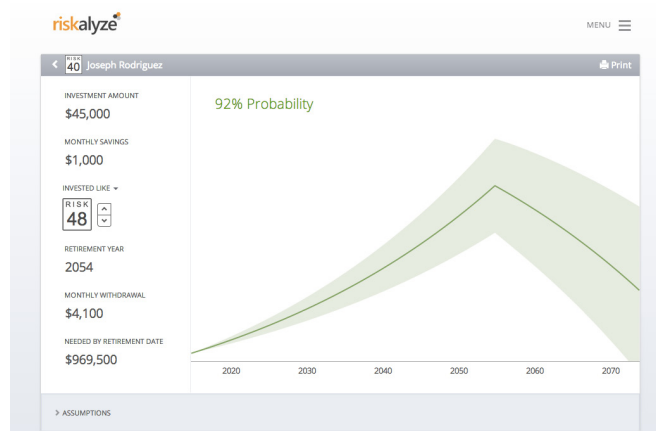 riskalyze
MENU
RISK
40
Joseph Rodriguez
Print
INVESTMENT AMOUNT
$45,000
MONTHLY SAVINGS
$1,000
INVESTED LIKE
RISK
48
RETIREMENT YEAR
2054
MONTHLY WITHDRAWAL
$4,100
NEEDED BY RETIREMENT DATE
$969,500
92% Probability
2020 2030 2040 2050 2060 2070
> ASSUMPTIONS